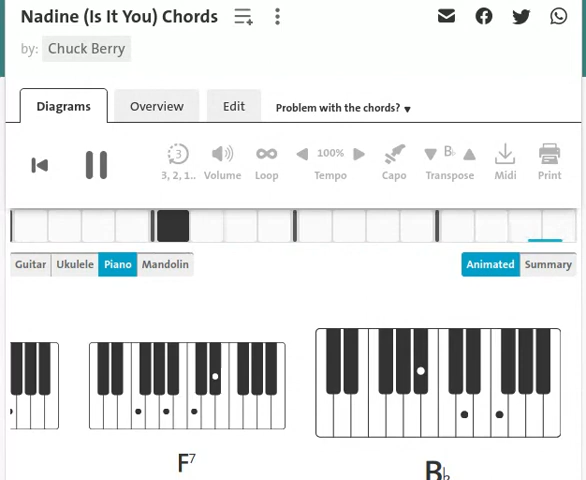 Nadine (Is It You) Chords
by: Chuck Berry
Diagrams Overview Edit Problem with the chords? ▼
3 100% B♭
3, 2, 1.. Volume Loop Tempo Capo Transpose Midi Print
Guitar Ukulele Piano Mandolin Animated Summary
F7 B♭